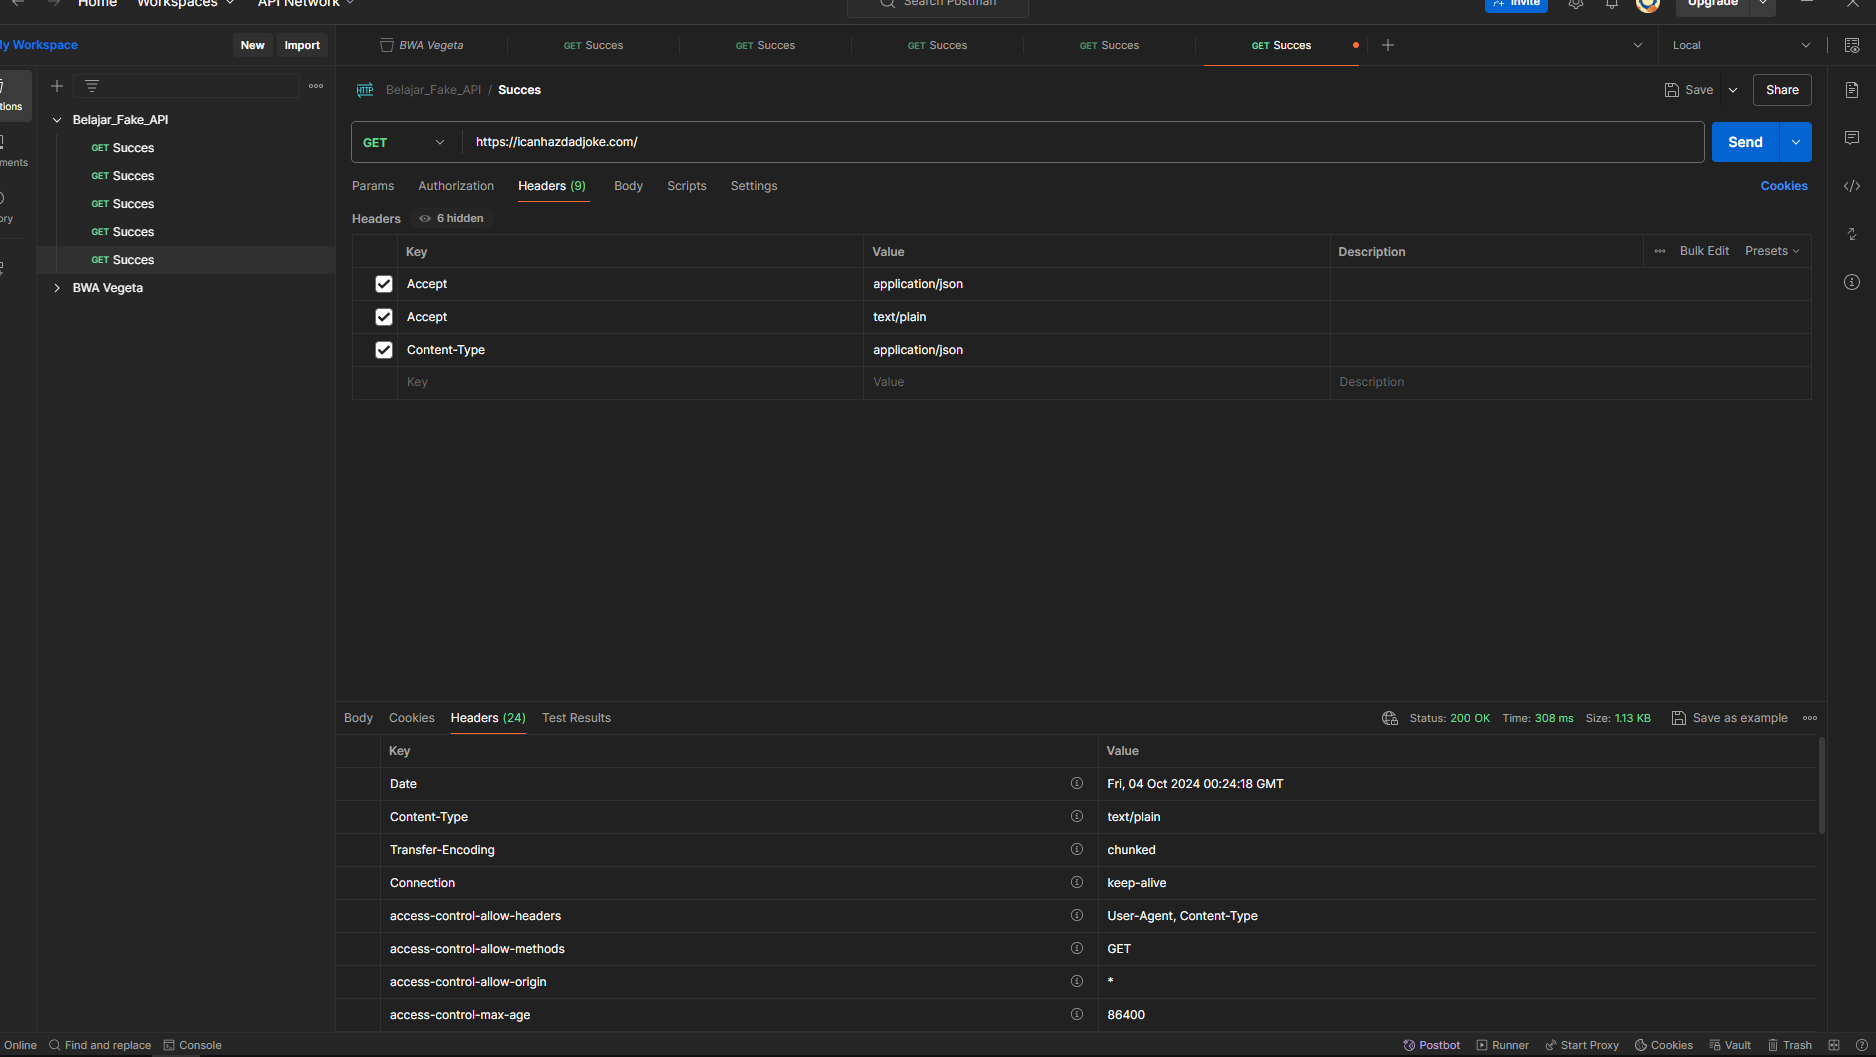 Home Workspaces API Network Search Postman Invite Upgrade
My Workspace New Import BWA Vegeta GET Succes GET Succes GET Succes GET Succes GET Succes Local
Belajar_Fake_API / Succes Save Share
Belajar_Fake_API
GET Succes
GET Succes
GET Succes
GET Succes
GET Succes
BWA Vegeta
HTTP
GET https://icanhazdadjoke.com/ Send
Params Authorization Headers (9) Body Scripts Settings Cookies
Headers 6 hidden
Key Value Description Bulk Edit Presets
Accept application/json
Accept text/plain
Content-Type application/json
Key Value Description
Body Cookies Headers (24) Test Results Status: 200 OK Time: 308 ms Size: 1.13 KB Save as example
Key Value
Date Fri, 04 Oct 2024 00:24:18 GMT
Content-Type text/plain
Transfer-Encoding chunked
Connection keep-alive
access-control-allow-headers User-Agent, Content-Type
access-control-allow-methods GET
access-control-allow-origin *
access-control-max-age 86400
Online Find and replace Console Postbot Runner Start Proxy Cookies Vault Trash